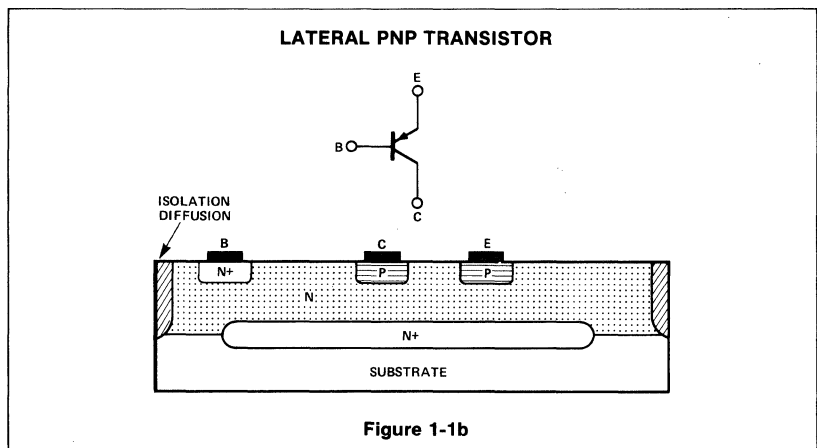 LATERAL PNP TRANSISTOR
E
B
C
ISOLATION
DIFFUSION
B C E
N+ P P
N
N+
SUBSTRATE
Figure 1-1b